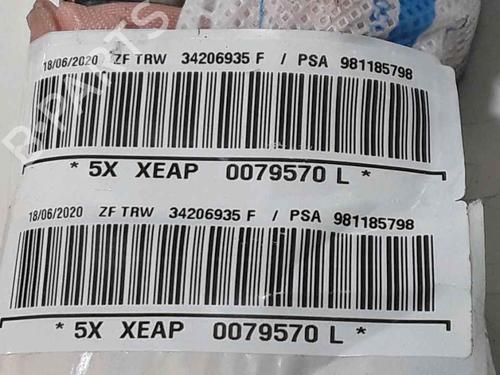 18/06/2020 ZF TRW 34206935 F / PSA 981185798
* 5X XEAP 0079570 L *
18/06/2020 ZF TRW 34206935 F / PSA 981185798
* 5X XEAP 0079570 L *